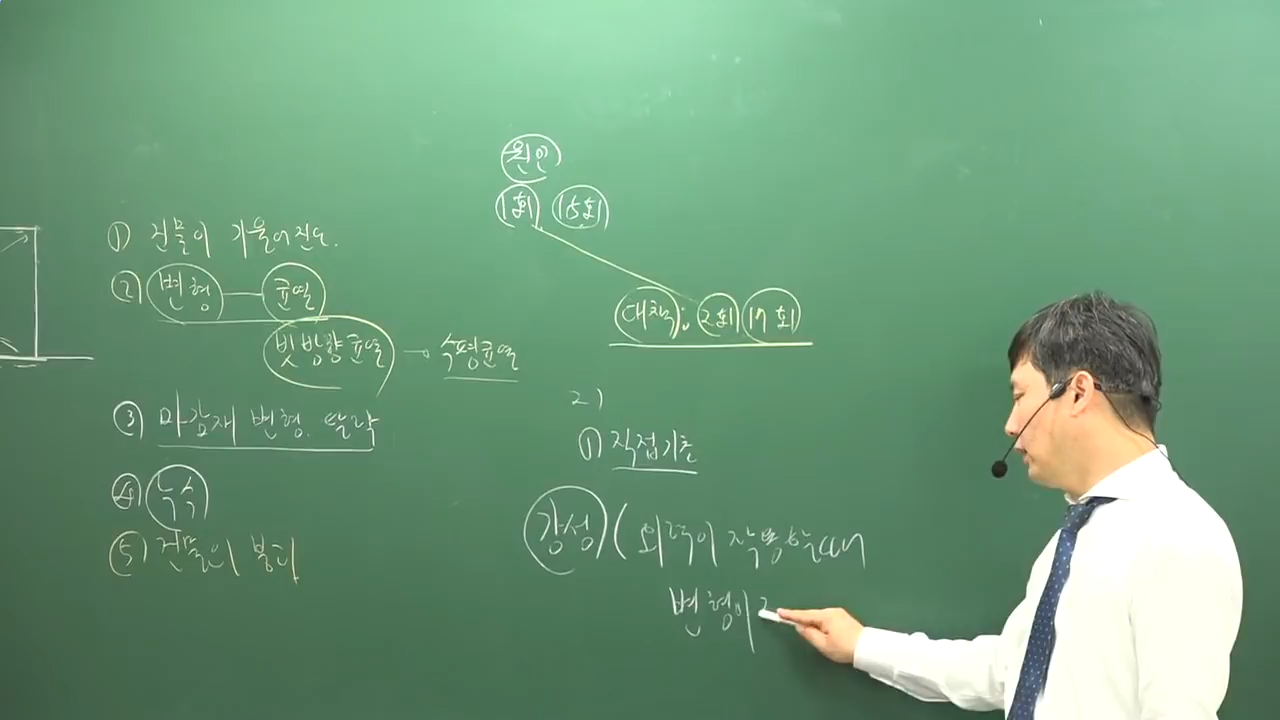 ① 건물이 기울어진다.
② 변형 — 균열
빗방향균열 → 수평균열
③ 마감재 변형. 탈락
④ 누수
⑤ 건물의 붕괴
원인
1회 15회
대책: 2회 17회
2)
① 직접기초
강성 ( 외력이 작용할때
변형에